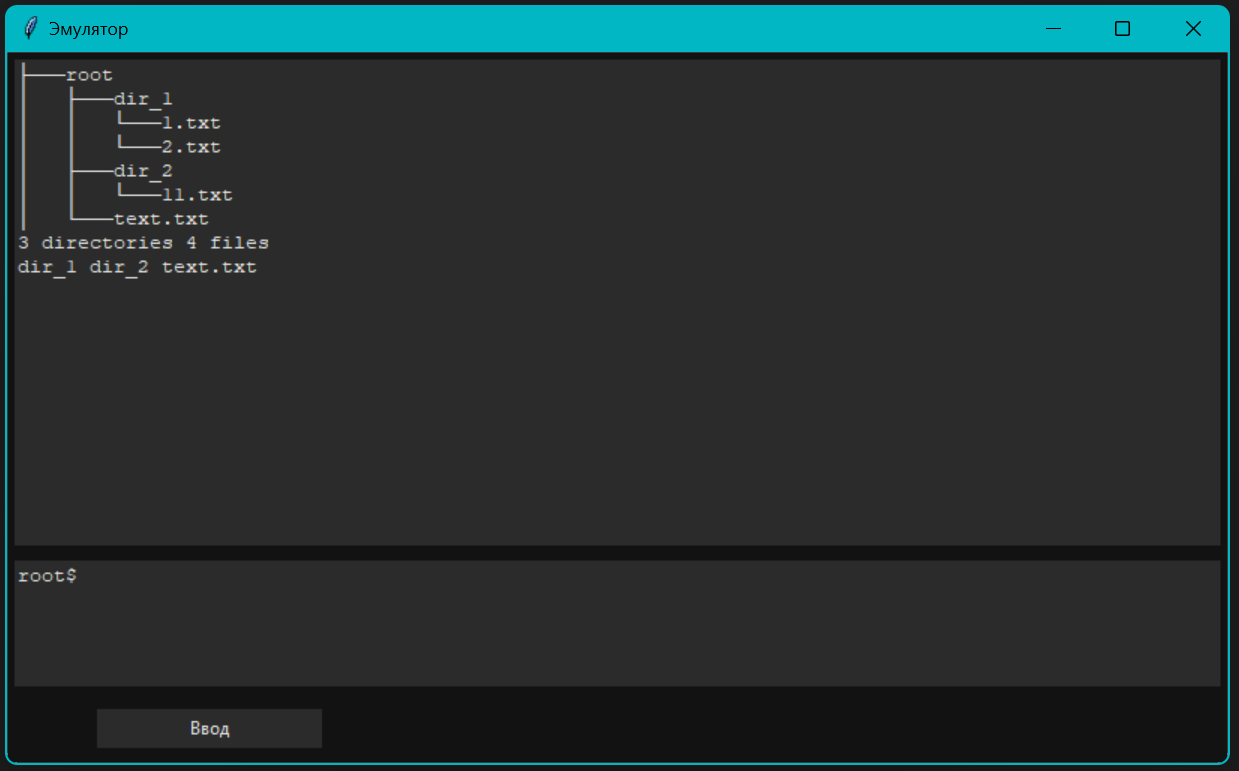 Эмулятор
├───root
│   ├───dir_1
│   │   └───1.txt
│   │   └───2.txt
│   ├───dir_2
│   │   └───11.txt
│   └───text.txt
3 directories 4 files
dir_1 dir_2 text.txt
root$
Ввод